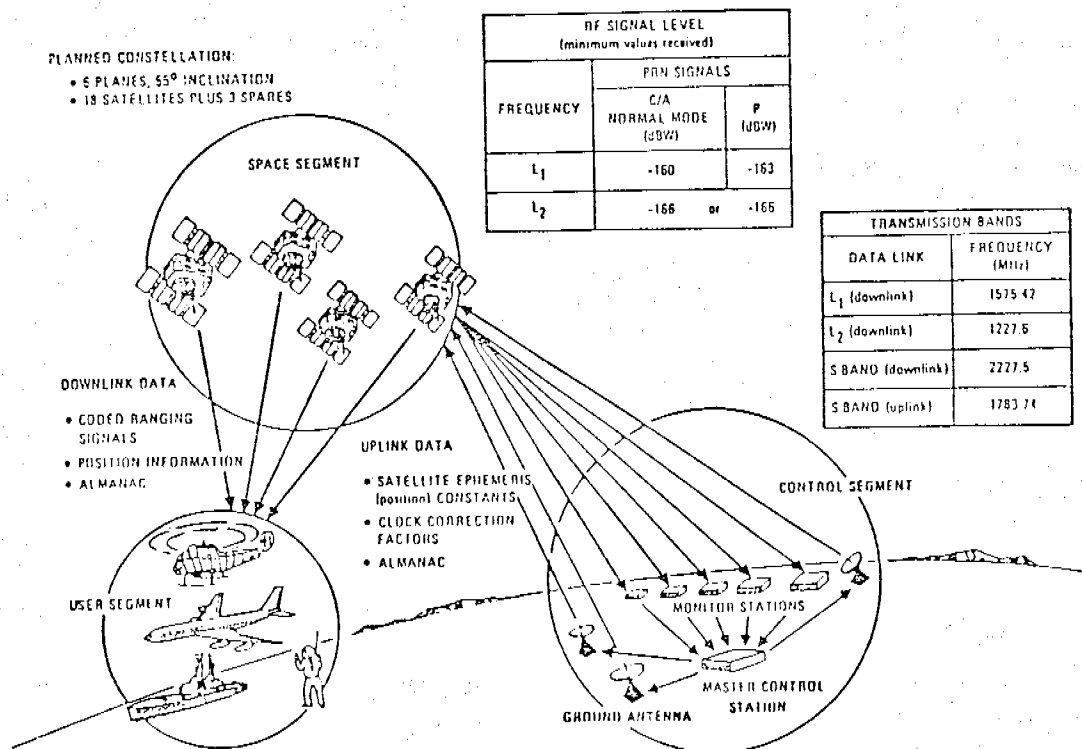 PLANNED CONSTELLATION:
• 6 PLANES, 55° INCLINATION
• 18 SATELLITES PLUS 3 SPARES
RF SIGNAL LEVEL
(minimum values received)
FREQUENCY
PRN SIGNALS
C/A
NORMAL MODE
(dBW)
P
(dBW)
L1
-160
-163
L2
-166 or -166
SPACE SEGMENT
TRANSMISSION BANDS
DATA LINK
FREQUENCY
(MHz)
L1 (downlink)
1575.42
L2 (downlink)
1227.6
S BAND (downlink)
2227.5
S BAND (uplink)
1783.74
DOWNLINK DATA
• CODED RANGING
SIGNALS
• POSITION INFORMATION
• ALMANAC
UPLINK DATA
• SATELLITE EPHEMERIS
(position) CONSTANTS
• CLOCK CORRECTION
FACTORS
• ALMANAC
CONTROL SEGMENT
USER SEGMENT
MONITOR STATIONS
MASTER CONTROL
STATION
GROUND ANTENNA